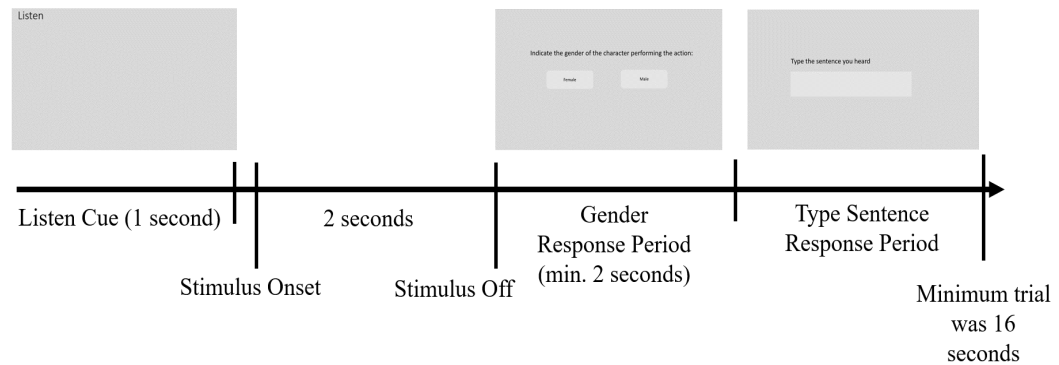 Listen
Indicate the gender of the character performing the action:
Female
Male
Type the sentence you heard
Listen Cue (1 second)
2 seconds
Gender
Response Period
(min. 2 seconds)
Type Sentence
Response Period
Stimulus Onset
Stimulus Off
Minimum trial
was 16
seconds